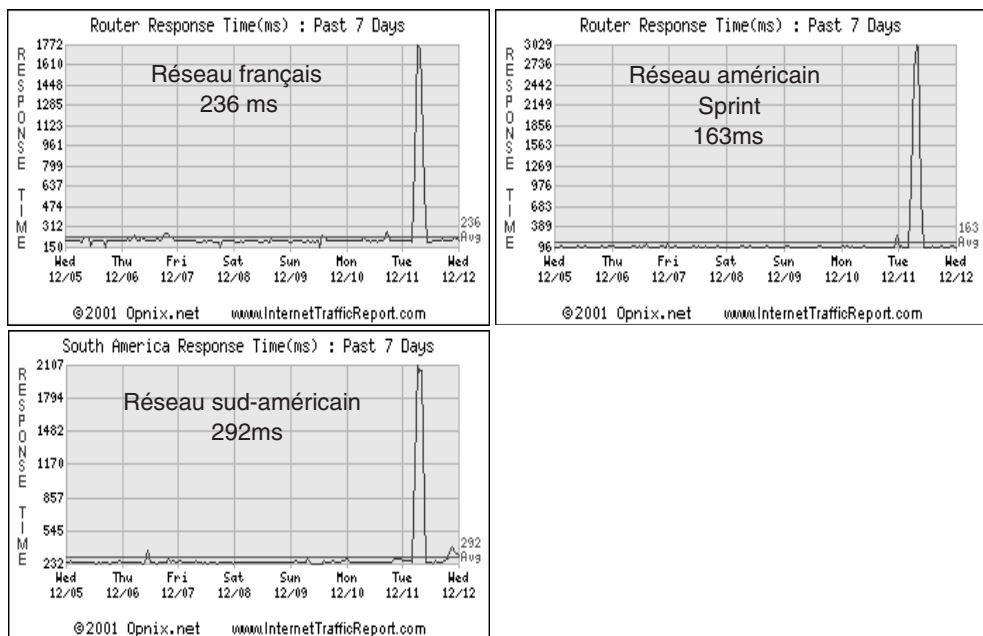 Router Response Time(ms) : Past 7 Days
RESPONSE TIME
1772
1610
1448
1285
1123
961
799
637
474
312
150
Réseau français
236 ms
236
Avg
Wed Thu Fri Sat Sun Mon Tue Wed
12/05 12/06 12/07 12/08 12/09 12/10 12/11 12/12
©2001 Opnix.net www.InternetTrafficReport.com
Router Response Time(ms) : Past 7 Days
RESPONSE TIME
3029
2736
2442
2149
1856
1563
1269
976
683
389
96
Réseau américain
Sprint
163ms
163
Avg
Wed Thu Fri Sat Sun Mon Tue Wed
12/05 12/06 12/07 12/08 12/09 12/10 12/11 12/12
©2001 Opnix.net www.InternetTrafficReport.com
South America Response Time(ms) : Past 7 Days
RESPONSE TIME
2107
1794
1482
1170
857
545
232
Réseau sud-américain
292ms
292
Avg
Wed Thu Fri Sat Sun Mon Tue Wed
12/05 12/06 12/07 12/08 12/09 12/10 12/11 12/12
©2001 Opnix.net www.InternetTrafficReport.com